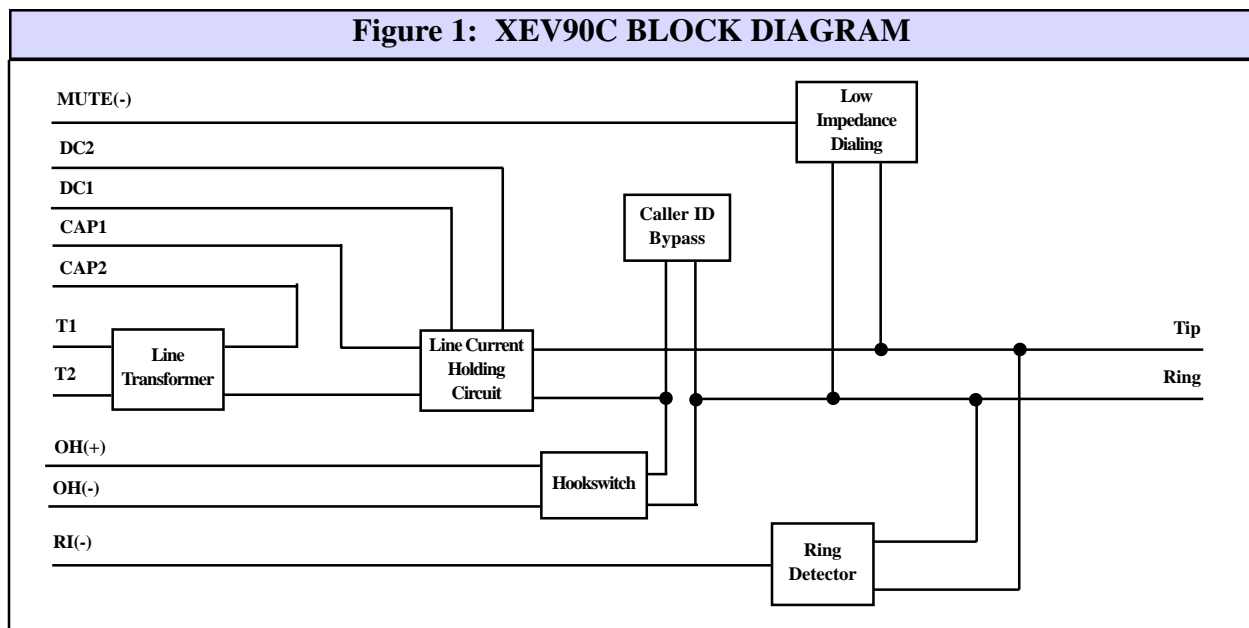 Figure 1: XEV90C BLOCK DIAGRAM
MUTE(-)
Low
Impedance
Dialing
DC2
DC1
CAP1
CAP2
Caller ID
Bypass
T1
T2
Line
Transformer
Line Current
Holding
Circuit
Tip
Ring
OH(+)
OH(-)
Hookswitch
RI(-)
Ring
Detector